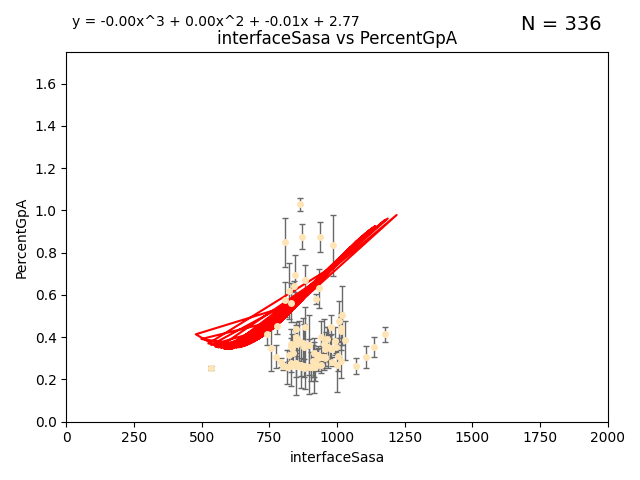 y = -0.00x^3 + 0.00x^2 + -0.01x + 2.77
N = 336
interfaceSasa vs PercentGpA
1.6
1.4
1.2
1.0
0.8
0.6
0.4
0.2
0.0
PercentGpA
0 250 500 750 1000 1250 1500 1750 2000
interfaceSasa